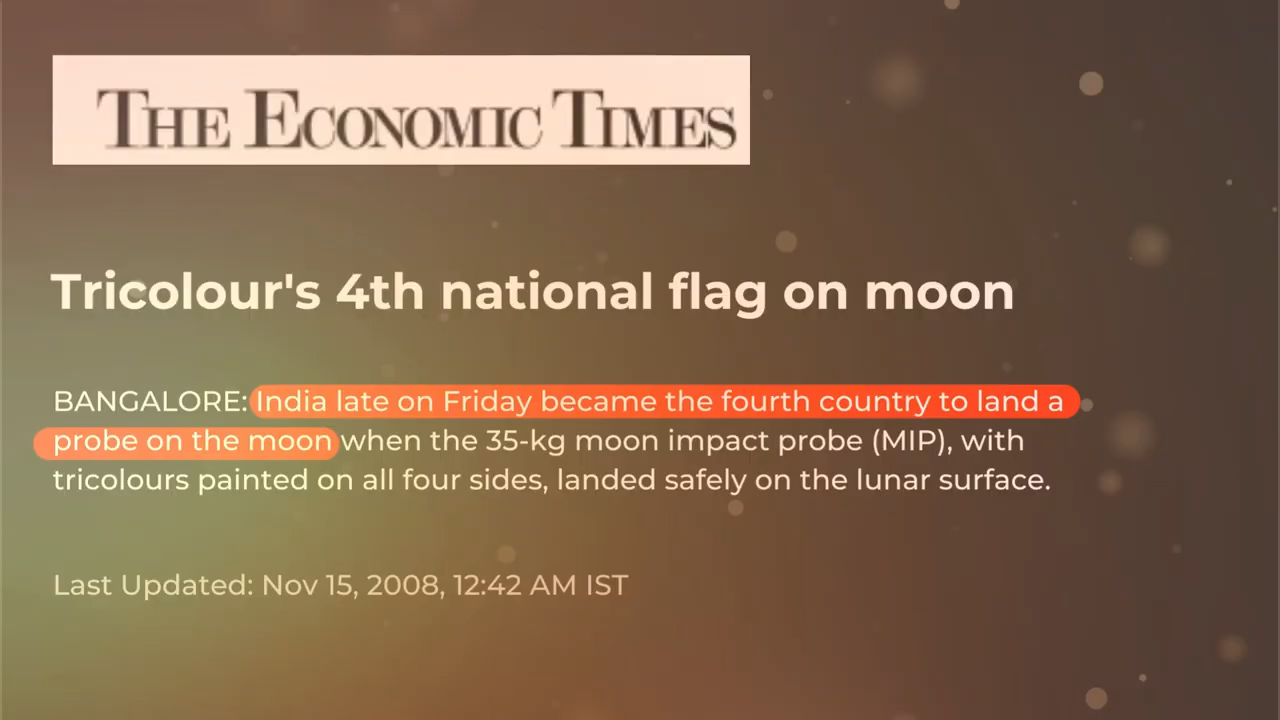 THE ECONOMIC TIMES
Tricolour's 4th national flag on moon
BANGALORE: India late on Friday became the fourth country to land a
probe on the moon when the 35-kg moon impact probe (MIP), with
tricolours painted on all four sides, landed safely on the lunar surface.
Last Updated: Nov 15, 2008, 12:42 AM IST